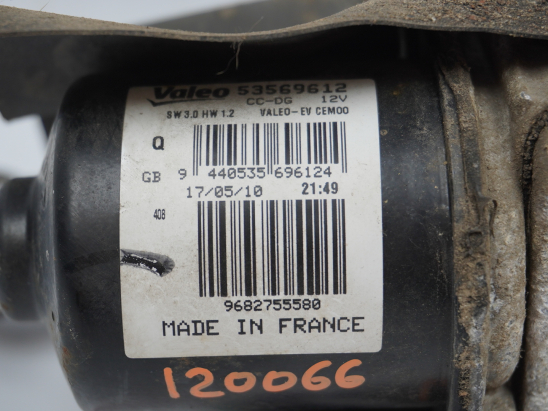 Valeo 53569612
CC-DG 12V
SW 3.0 HW 1.2 VALEO-EV CEM00
Q
GB 9 440535 696124
17/05/10 21:49
408
9682755580
MADE IN FRANCE
120066